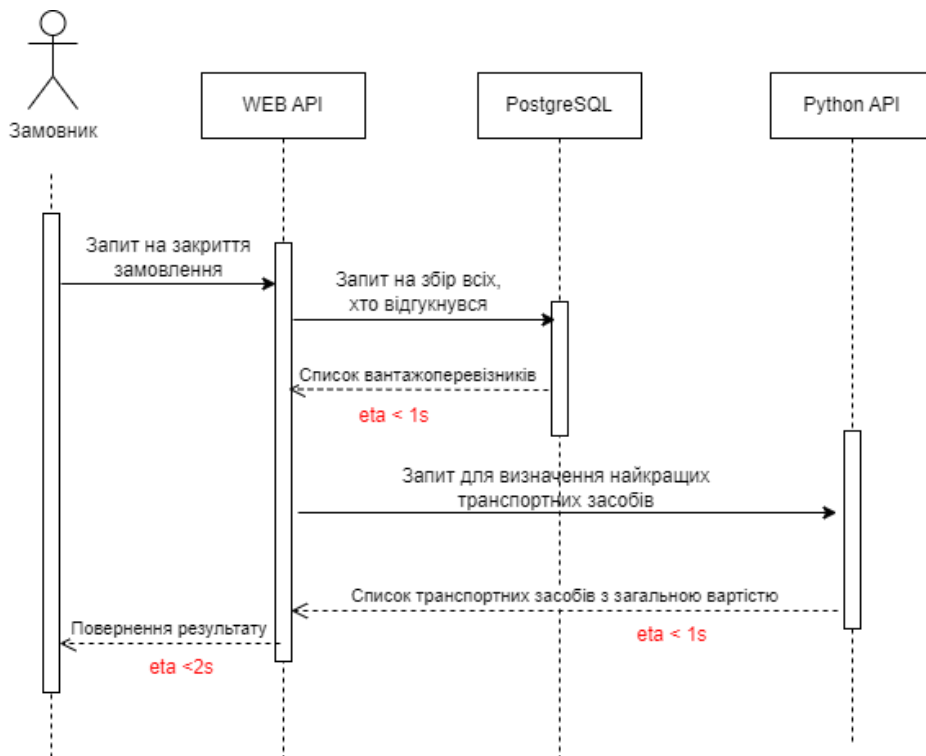 Замовник
WEB API
PostgreSQL
Python API
Запит на закриття
замовлення
Запит на збір всіх,
хто відгукнувся
Список вантажоперевізників
eta < 1s
Запит для визначення найкращих
транспортних засобів
Список транспортних засобів з загальною вартістю
eta < 1s
Повернення результату
eta <2s